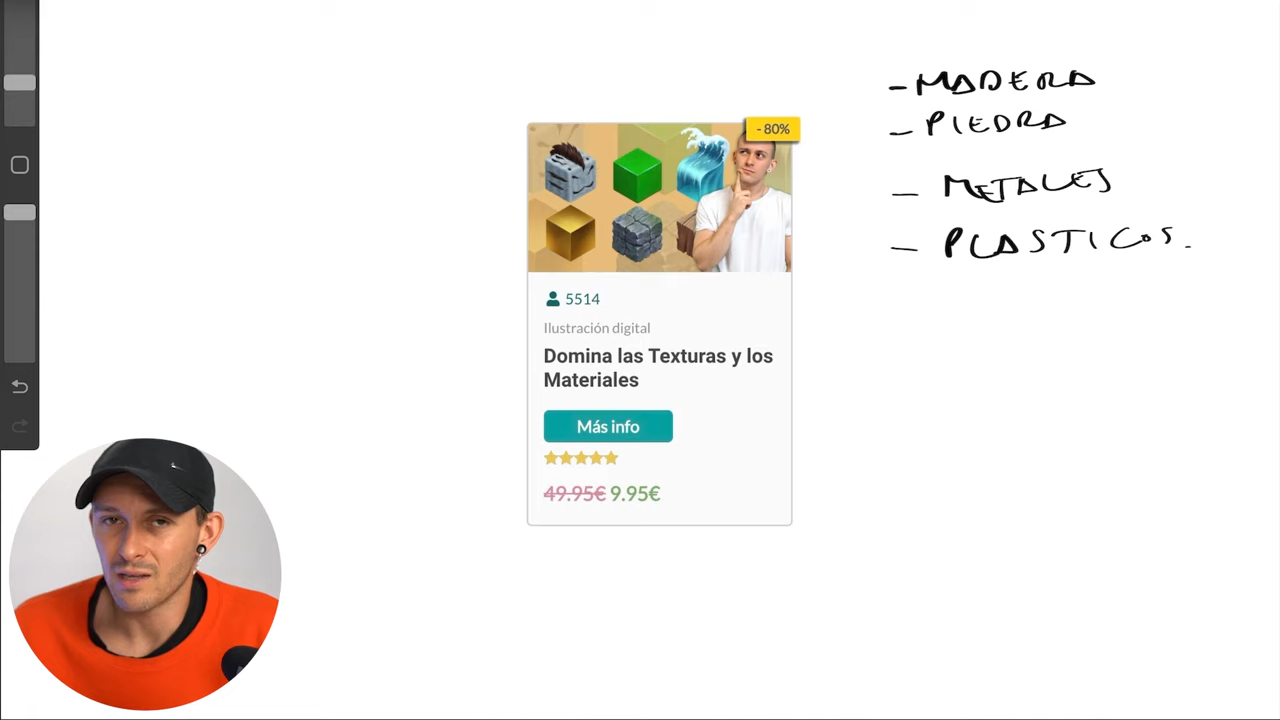 - MADERA
- PIEDRA
- METALES
- PLASTICOS.
- 80%
5514
Ilustración digital
Domina las Texturas y los
Materiales
Más info
49.95€ 9.95€